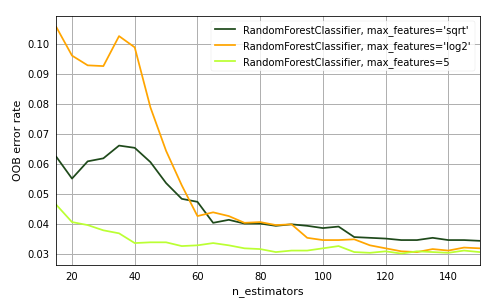 RandomForestClassifier, max_features='sqrt'
RandomForestClassifier, max_features='log2'
RandomForestClassifier, max_features=5
OOB error rate
0.10
0.09
0.08
0.07
0.06
0.05
0.04
0.03
20 40 60 80 100 120 140
n_estimators